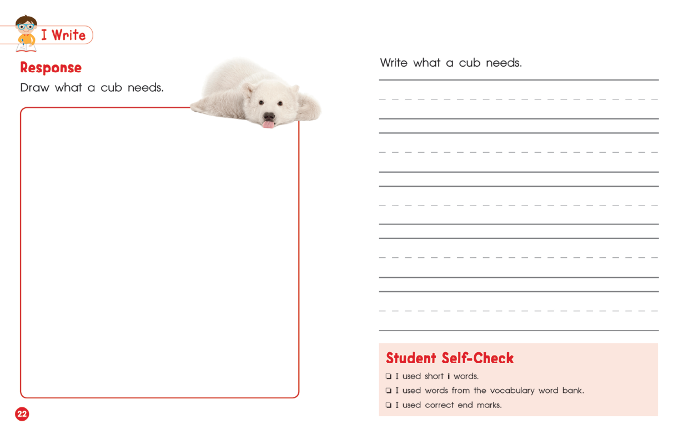 I Write
Response
Draw what a cub needs.
22
Write what a cub needs.
Student Self-Check
❑ I used short i words.
❑ I used words from the vocabulary word bank.
❑ I used correct end marks.